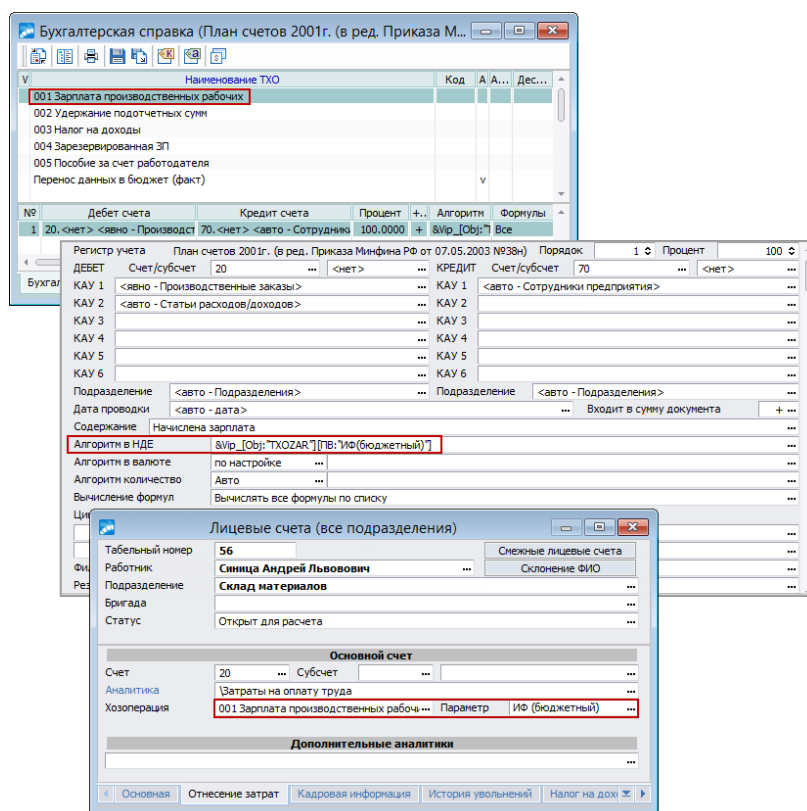 Бухгалтерская справка (План счетов 2001г. (в ред. Приказа М...
V Наименование ТХО Код А А... Дес...
001 Зарплата производственных рабочих
002 Удержание подотчетных сумм
003 Налог на доходы
004 Зарезервированная ЗП
005 Пособие за счет работодателя
Перенос данных в бюджет (факт) v
№ Дебет счета Кредит счета Процент +.. Алгоритм Формулы
1 20.<нет> <явно - Производст 70.<нет> <авто - Сотрудник 100.0000 + &Vip_[Obj:"T Все
Бухгал
Регистр учета План счетов 2001г. (в ред. Приказа Минфина РФ от 07.05.2003 №38н) Порядок 1 Процент 100
ДЕБЕТ Счет/субсчет 20 ... <нет> ... КРЕДИТ Счет/субсчет 70 ... <нет> ...
КАУ 1 <явно - Производственные заказы> ... КАУ 1 <авто - Сотрудники предприятия> ...
КАУ 2 <авто - Статьи расходов/доходов> ... КАУ 2 ...
КАУ 3 ... КАУ 3 ...
КАУ 4 ... КАУ 4 ...
КАУ 5 ... КАУ 5 ...
КАУ 6 ... КАУ 6 ...
Подразделение <авто - Подразделения> ... Подразделение <авто - Подразделения> ...
Дата проводки <авто - дата> ... Входит в сумму документа + ...
Содержание Начислена зарплата ...
Алгоритм в НДЕ &Vip_[Obj:"TXOZAR"][ПВ:"ИФ(бюджетный)"] ...
Алгоритм в валюте по настройке ... ...
Алгоритм количество Авто ... ...
Вычисление формул Вычислять все формулы по списку ...
Ци
Фи
Рез
Лицевые счета (все подразделения)
Табельный номер 56 Смежные лицевые счета
Работник Синица Андрей Львовович ... Склонение ФИО
Подразделение Склад материалов ...
Бригада ...
Статус Открыт для расчета ...
Основной счет
Счет 20 ... Субсчет ... ...
Аналитика \Затраты на оплату труда ...
Хозоперация 001 Зарплата производственных рабочи ... Параметр ИФ (бюджетный) ...
Дополнительные аналитики
...
Основная Отнесение затрат Кадровая информация История увольнений Налог на дох